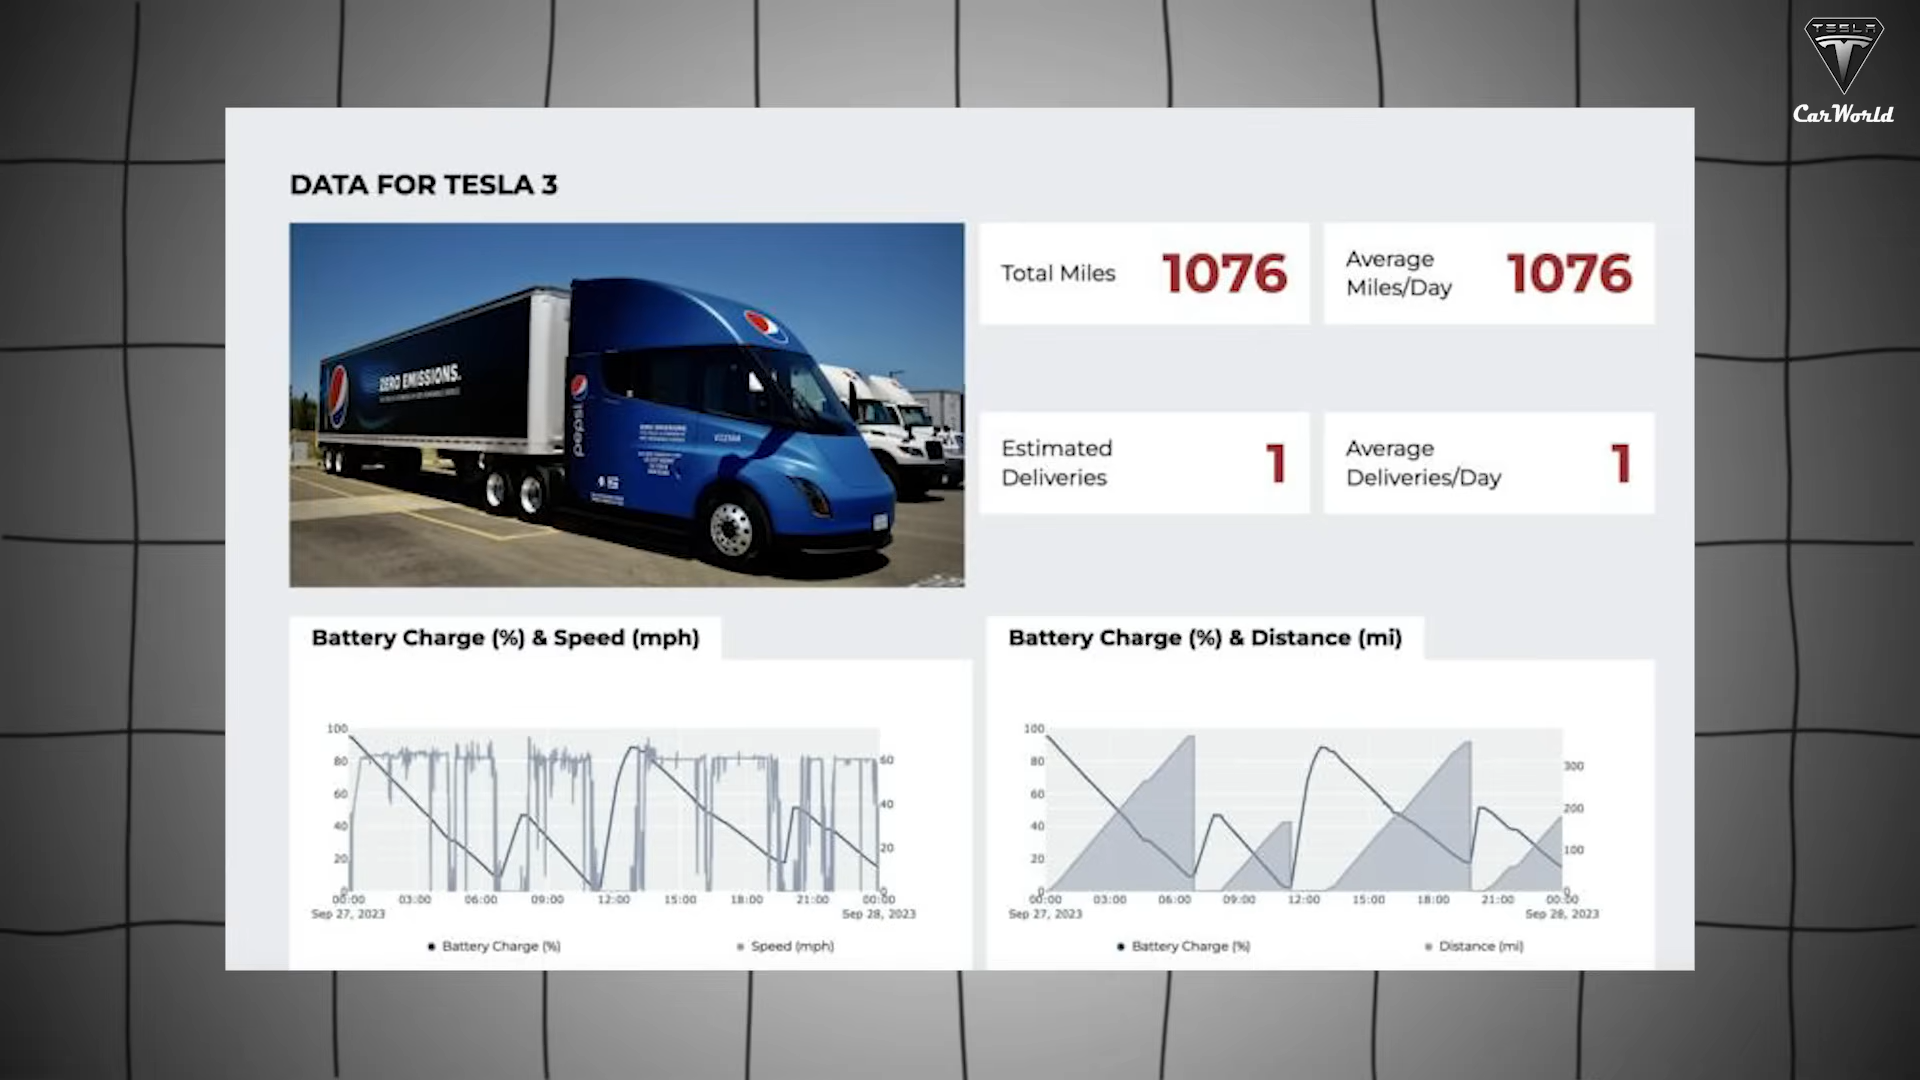 TESLA
CarWorld
DATA FOR TESLA 3
ZERO EMISSIONS.
pepsi
Total Miles 1076
Average Miles/Day 1076
Estimated Deliveries 1
Average Deliveries/Day 1
Battery Charge (%) & Speed (mph)
100
80
60
40
20
0
60
40
20
0
00:00 03:00 06:00 09:00 12:00 15:00 18:00 21:00 00:00
Sep 27, 2023 Sep 28, 2023
Battery Charge (%) Speed (mph)
Battery Charge (%) & Distance (mi)
100
80
60
40
20
0
300
200
100
0
00:00 03:00 06:00 09:00 12:00 15:00 18:00 21:00 00:00
Sep 27, 2023 Sep 28, 2023
Battery Charge (%) Distance (mi)